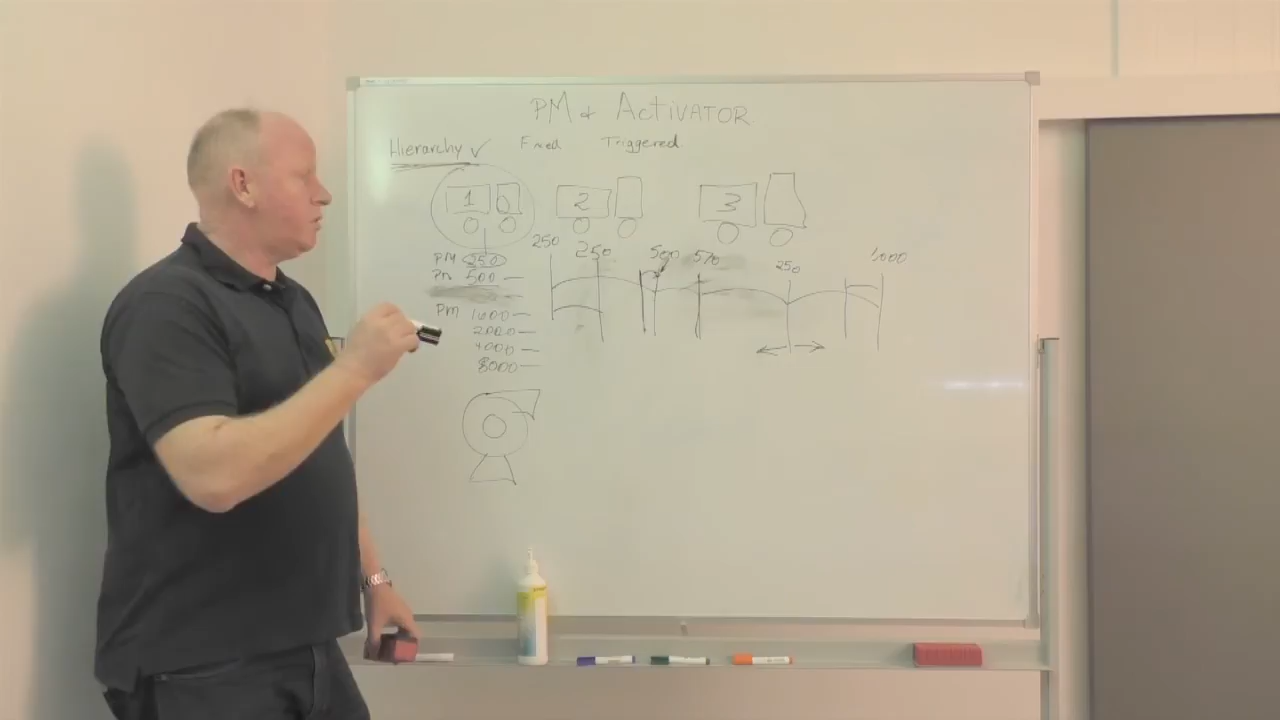 PM & ACTIVATOR
Hierarchy ✓ Fixed Triggered
1 2 3
250 250 500 570 250 1000
PM 250
PM 500
PM 1000
2000
4000
8000